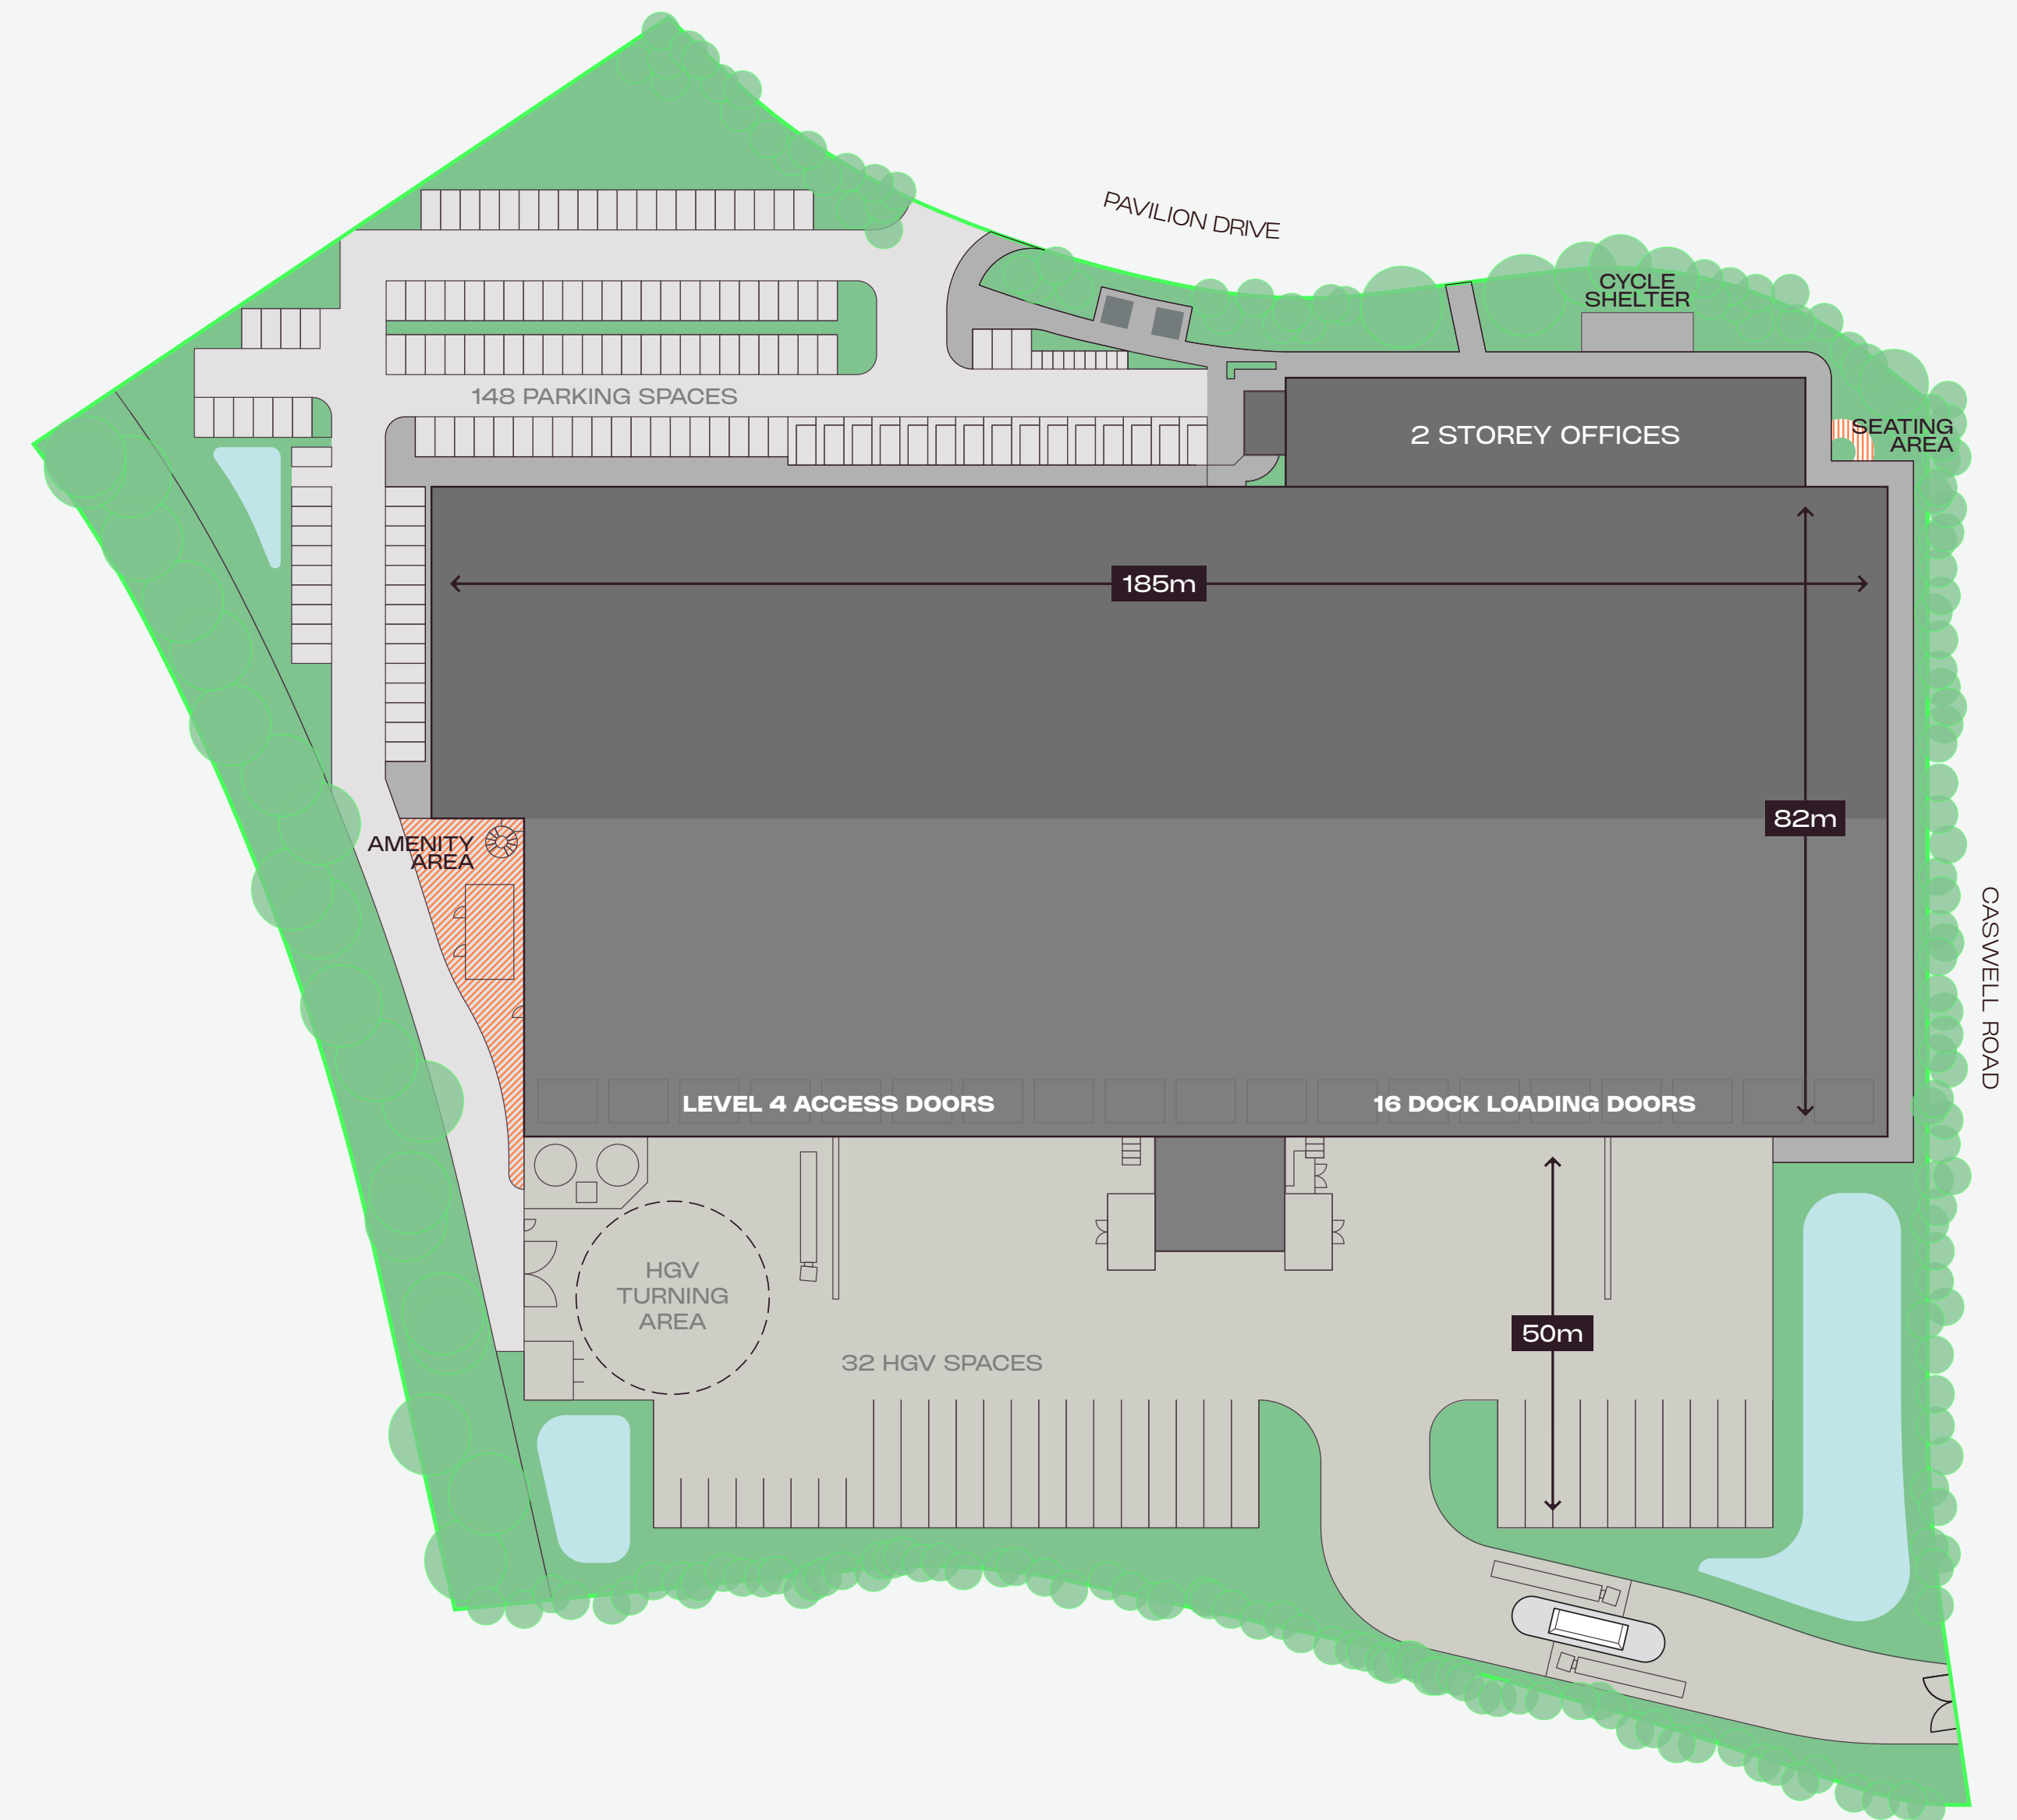 PAVILION DRIVE
CYCLE
SHELTER
148 PARKING SPACES
2 STOREY OFFICES
SEATING
AREA
185m
82m
AMENITY
AREA
CASWELL ROAD
LEVEL 4 ACCESS DOORS
16 DOCK LOADING DOORS
HGV
TURNING
AREA
50m
32 HGV SPACES